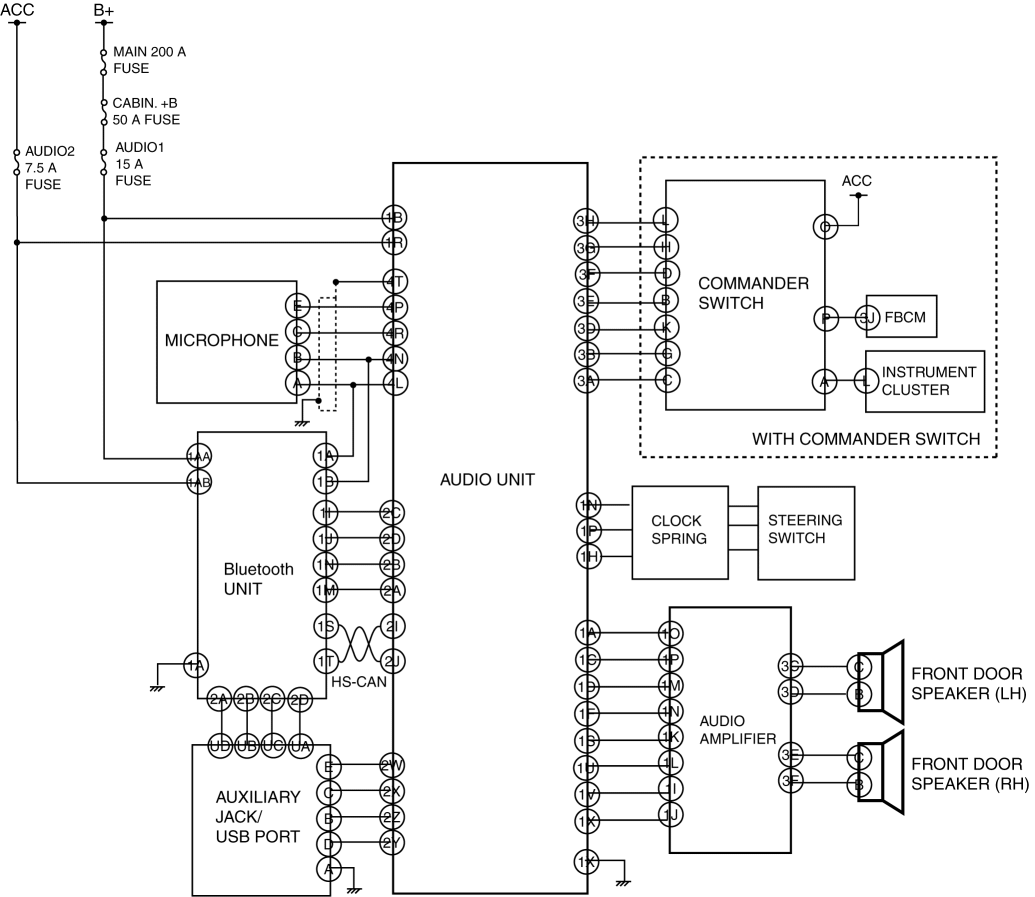 ACC
B+
MAIN 200 A
FUSE
CABIN. +B
50 A FUSE
AUDIO2
7.5 A
FUSE
AUDIO1
15 A
FUSE
1B
1R
4T
4P
4R
4N
4L
MICROPHONE
E
C
B
A
1AA
1AB
1A
1B
1I
1J
1N
1M
1S
1T
HS-CAN
2C
2D
2B
2A
2I
2J
Bluetooth
UNIT
1A
2A
2B
2C
2D
UD
UB
UC
UA
AUXILIARY
JACK/
USB PORT
E
C
B
D
A
2W
2X
2Z
2Y
AUDIO UNIT
3H
3G
3F
3E
3D
3B
3A
L
H
D
B
K
G
C
COMMANDER
SWITCH
ACC
O
P
3J
FBCM
A
L
INSTRUMENT
CLUSTER
WITH COMMANDER SWITCH
1N
1P
1H
CLOCK
SPRING
STEERING
SWITCH
1A
1C
1D
1F
1S
1U
1V
1X
1X
1O
1P
1M
1N
1K
1L
1I
1J
AUDIO
AMPLIFIER
3C
3D
3E
3F
C
B
C
B
FRONT DOOR
SPEAKER (LH)
FRONT DOOR
SPEAKER (RH)